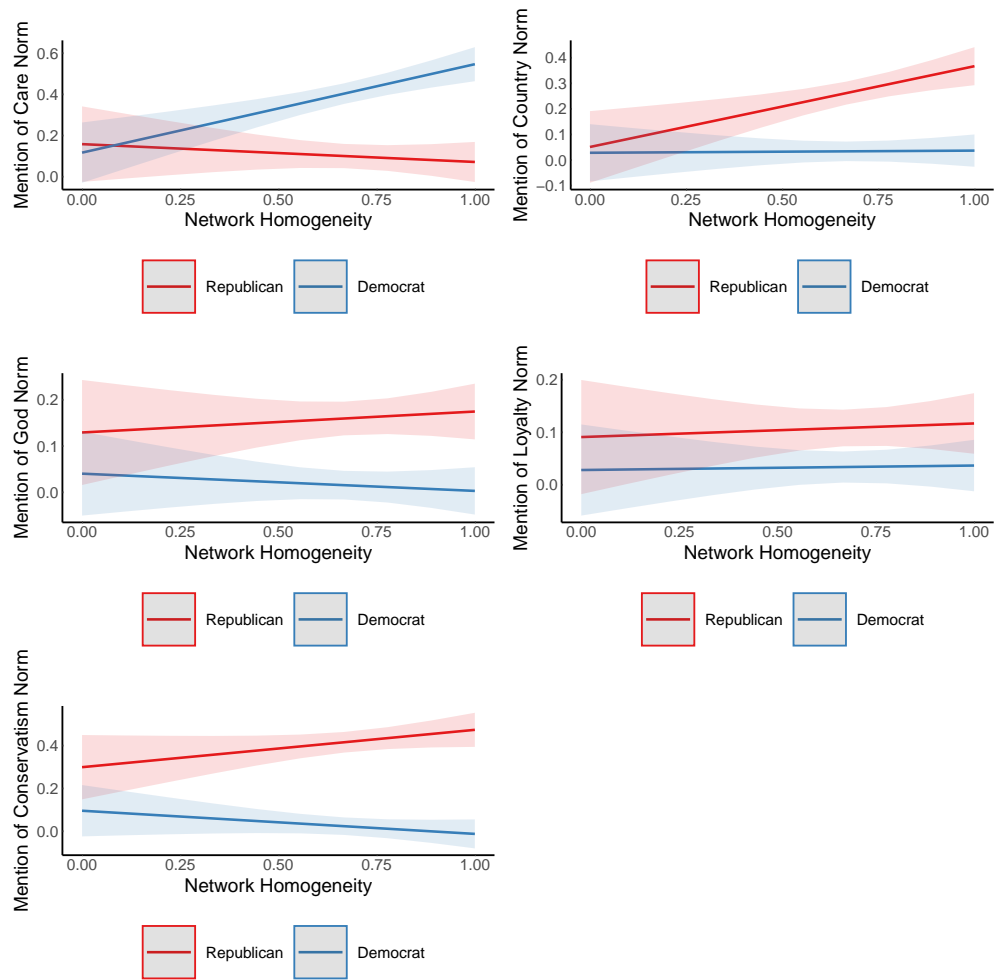 Mention of Care Norm
0.6
0.4
0.2
0.0
0.00 0.25 0.50 0.75 1.00
Network Homogeneity
Republican Democrat
Mention of Country Norm
0.4
0.3
0.2
0.1
0.0
−0.1
0.00 0.25 0.50 0.75 1.00
Network Homogeneity
Republican Democrat
Mention of God Norm
0.2
0.1
0.0
0.00 0.25 0.50 0.75 1.00
Network Homogeneity
Republican Democrat
Mention of Loyalty Norm
0.2
0.1
0.0
0.00 0.25 0.50 0.75 1.00
Network Homogeneity
Republican Democrat
Mention of Conservatism Norm
0.4
0.2
0.0
0.00 0.25 0.50 0.75 1.00
Network Homogeneity
Republican Democrat